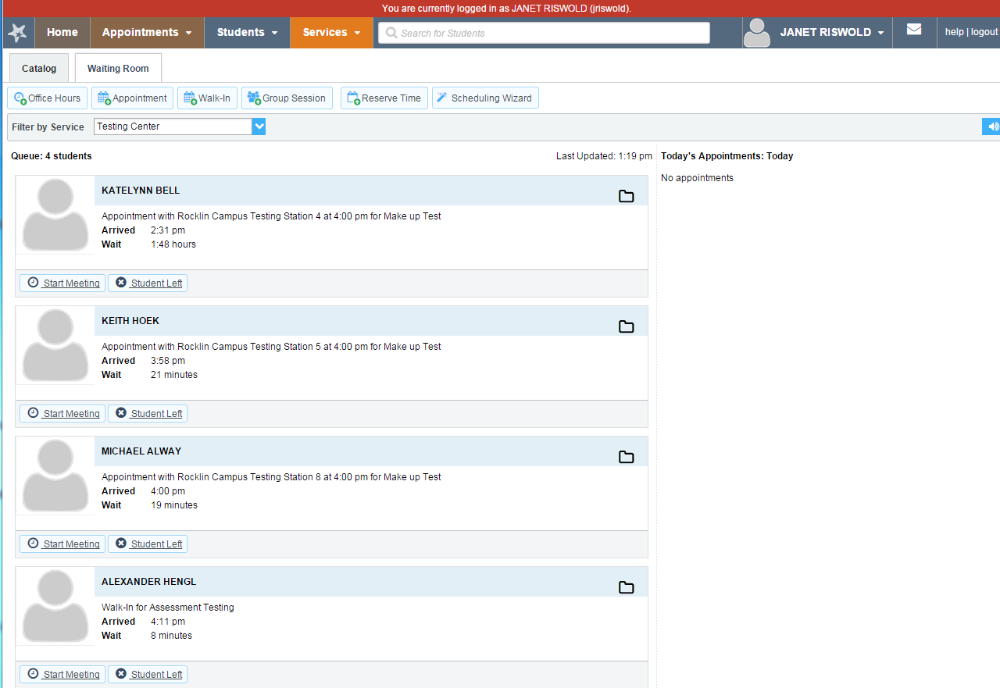 You are currently logged in as JANET RISWOLD (jriswold).
Home Appointments Students Services Search for Students JANET RISWOLD help | logout
Catalog Waiting Room
Office Hours Appointment Walk-In Group Session Reserve Time Scheduling Wizard
Filter by Service Testing Center
Queue: 4 students Last Updated: 1:19 pm Today's Appointments: Today
No appointments
KATELYNN BELL
Appointment with Rocklin Campus Testing Station 4 at 4:00 pm for Make up Test
Arrived 2:31 pm
Wait 1:48 hours
Start Meeting Student Left
KEITH HOEK
Appointment with Rocklin Campus Testing Station 5 at 4:00 pm for Make up Test
Arrived 3:58 pm
Wait 21 minutes
Start Meeting Student Left
MICHAEL ALWAY
Appointment with Rocklin Campus Testing Station 8 at 4:00 pm for Make up Test
Arrived 4:00 pm
Wait 19 minutes
Start Meeting Student Left
ALEXANDER HENGL
Walk-In for Assessment Testing
Arrived 4:11 pm
Wait 8 minutes
Start Meeting Student Left